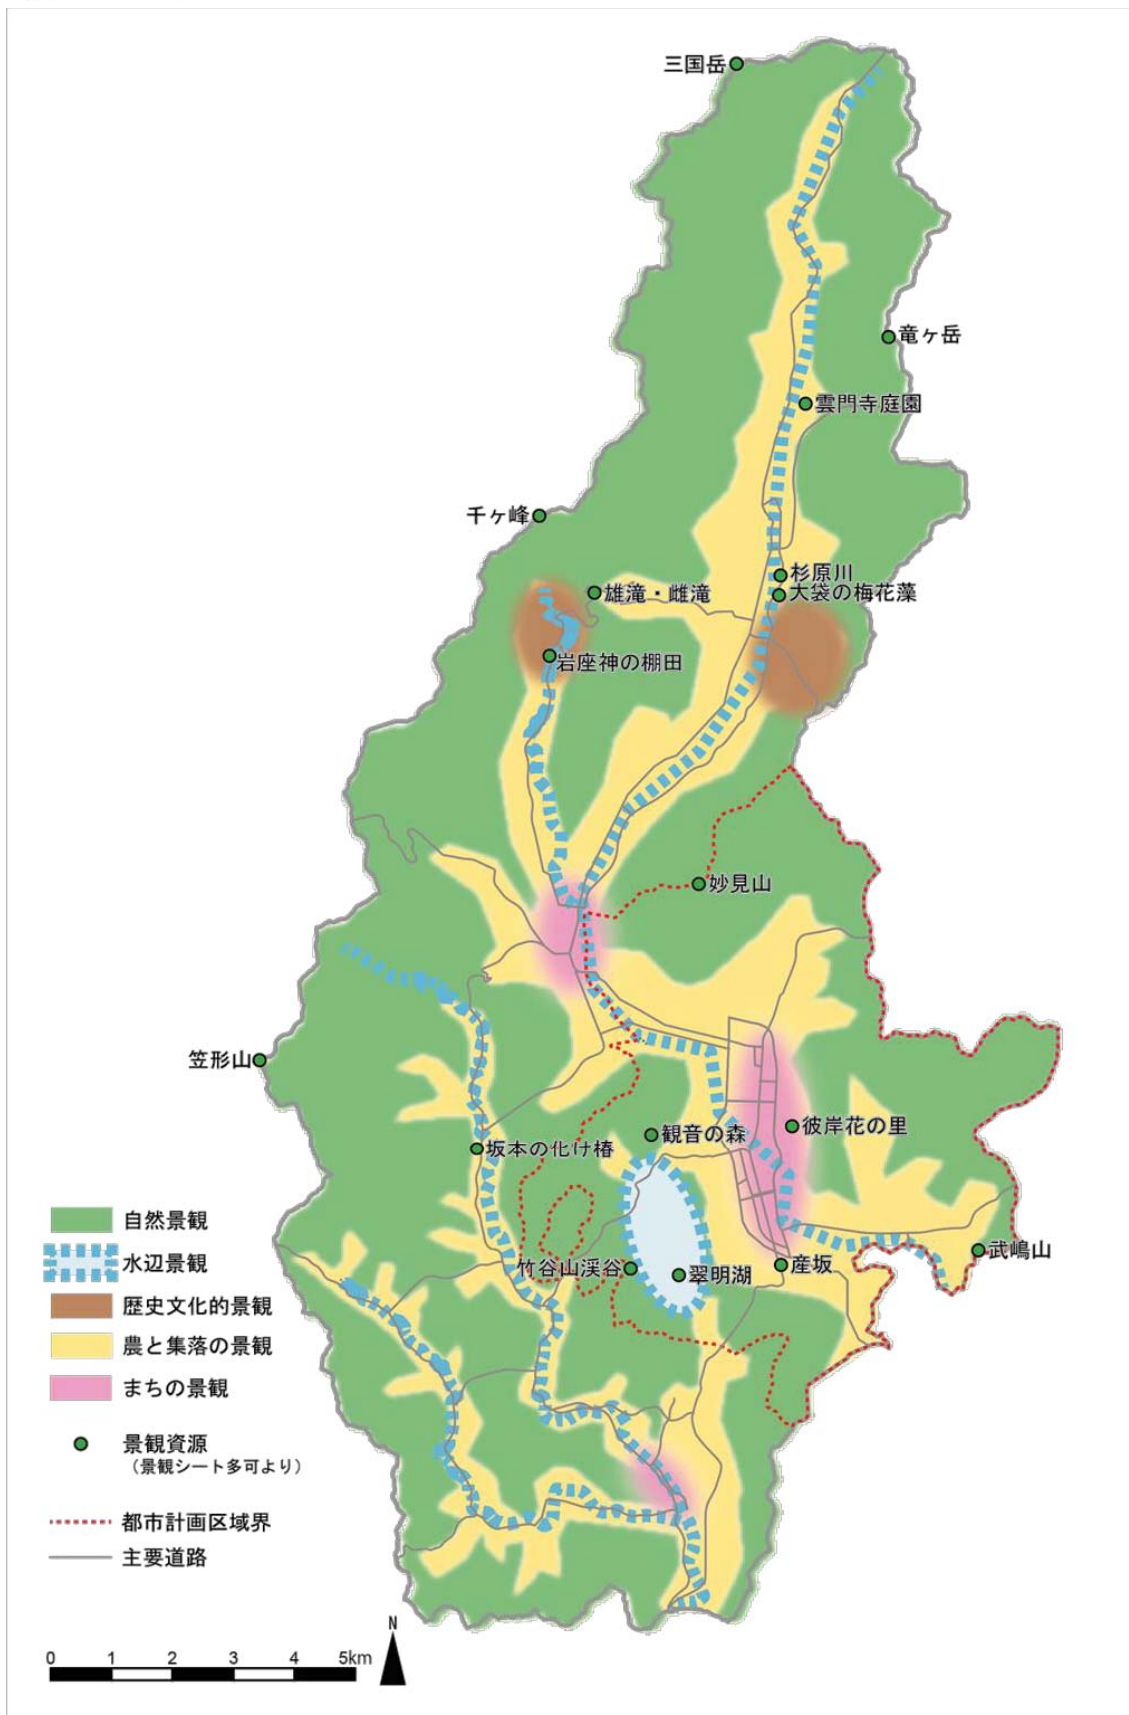 三国岳
竜ヶ岳
雲門寺庭園
千ヶ峰
杉原川
雄滝・雌滝
大袋の梅花藻
岩座神の棚田
妙見山
笠形山
彼岸花の里
観音の森
坂本の化け椿
武嶋山
竹谷山渓谷
翠明湖
産坂
自然景観
水辺景観
歴史文化的景観
農と集落の景観
まちの景観
景観資源
（景観シート多可より）
都市計画区域界
主要道路
N
0 1 2 3 4 5km